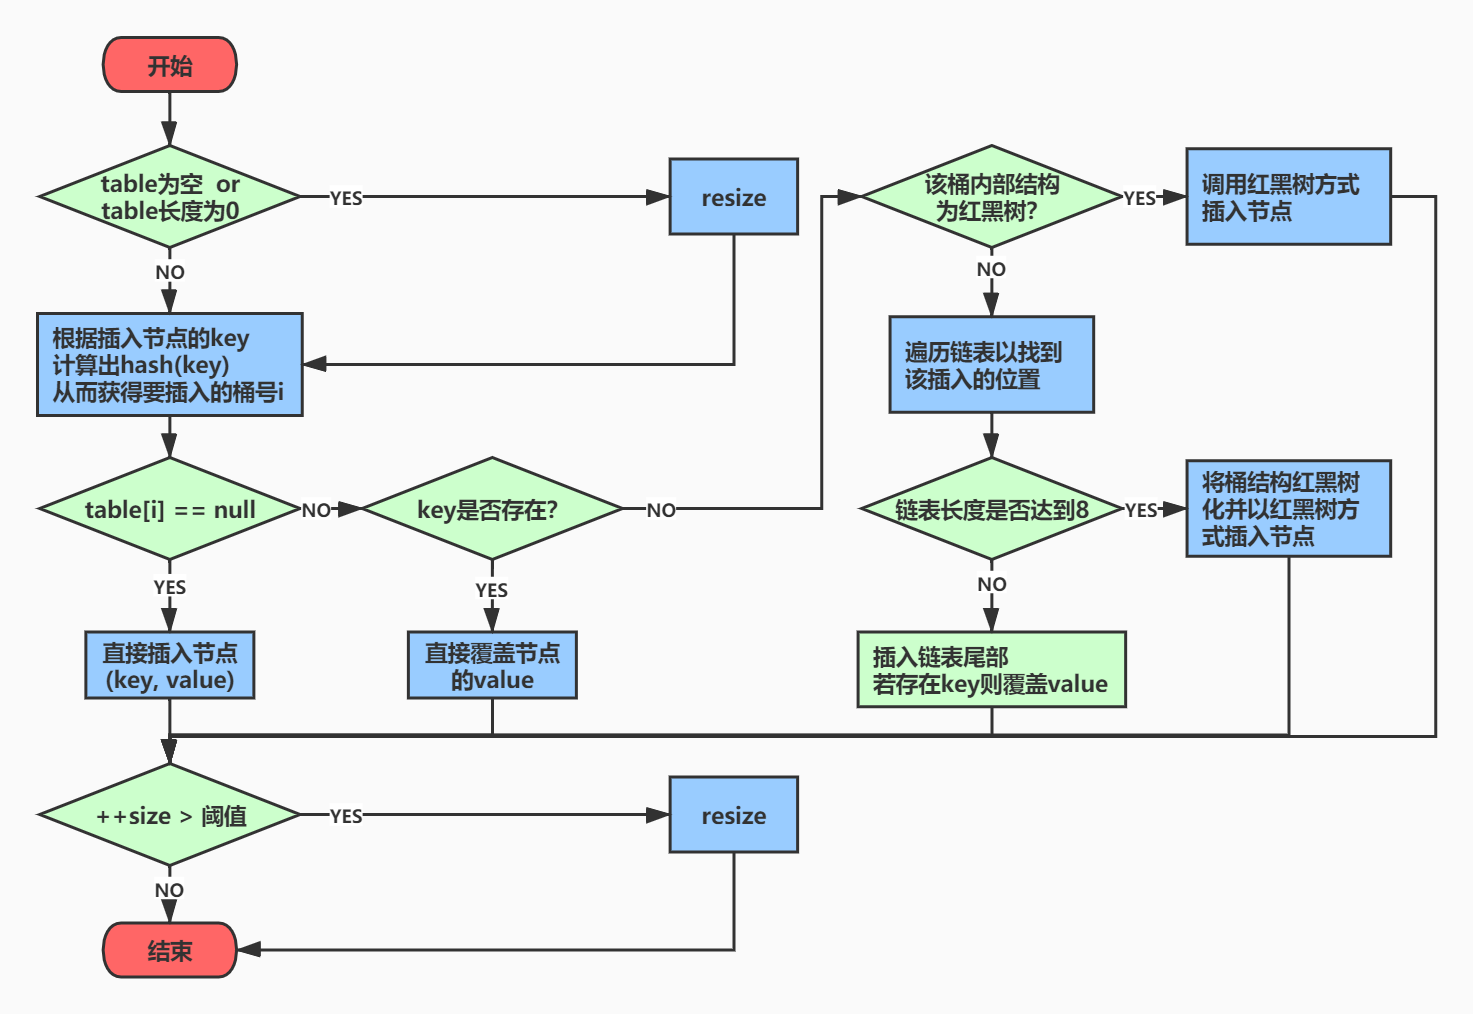 开始
table为空 or
table长度为0
YES
resize
NO
根据插入节点的key
计算出hash(key)
从而获得要插入的桶号i
table[i] == null
NO
key是否存在?
NO
YES
直接插入节点
(key, value)
YES
直接覆盖节点
的value
该桶内部结构
为红黑树?
YES
调用红黑树方式
插入节点
NO
遍历链表以找到
该插入的位置
链表长度是否达到8
YES
将桶结构红黑树
化并以红黑树方
式插入节点
NO
插入链表尾部
若存在key则覆盖value
++size > 阈值
YES
resize
NO
结束